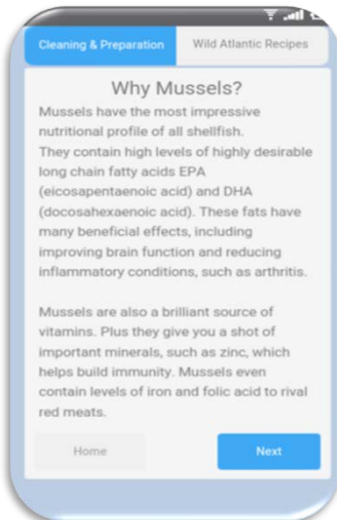 Cleaning & Preparation
Wild Atlantic Recipes
Why Mussels?
Mussels have the most impressive
nutritional profile of all shellfish.
They contain high levels of highly desirable
long chain fatty acids EPA
(eicosapentaenoic acid) and DHA
(docosahexaenoic acid). These fats have
many beneficial effects, including
improving brain function and reducing
inflammatory conditions, such as arthritis.
Mussels are also a brilliant source of
vitamins. Plus they give you a shot of
important minerals, such as zinc, which
helps build immunity. Mussels even
contain levels of iron and folic acid to rival
red meats.
Home
Next